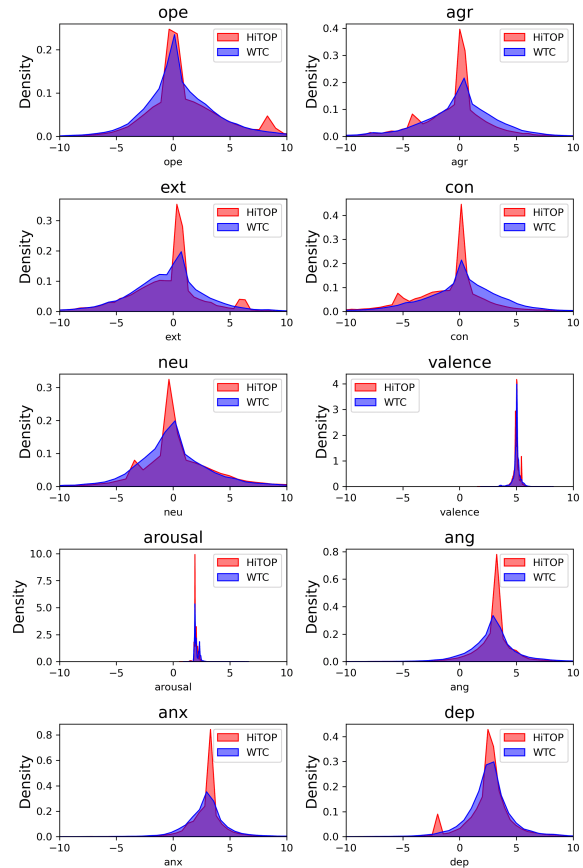 ope
Density
0.2
0.1
0.0
HiTOP
WTC
−10 −5 0 5 10
ope
agr
Density
0.4
0.3
0.2
0.1
0.0
HiTOP
WTC
−10 −5 0 5 10
agr
ext
Density
0.3
0.2
0.1
0.0
HiTOP
WTC
−10 −5 0 5 10
ext
con
Density
0.4
0.3
0.2
0.1
0.0
HiTOP
WTC
−10 −5 0 5 10
con
neu
Density
0.3
0.2
0.1
0.0
HiTOP
WTC
−10 −5 0 5 10
neu
valence
Density
4
3
2
1
0
HiTOP
WTC
−10 −5 0 5 10
valence
arousal
Density
10.0
7.5
5.0
2.5
0.0
HiTOP
WTC
−10 −5 0 5 10
arousal
ang
Density
0.8
0.6
0.4
0.2
0.0
HiTOP
WTC
−10 −5 0 5 10
ang
anx
Density
0.8
0.6
0.4
0.2
0.0
HiTOP
WTC
−10 −5 0 5 10
anx
dep
Density
0.4
0.3
0.2
0.1
0.0
HiTOP
WTC
−10 −5 0 5 10
dep